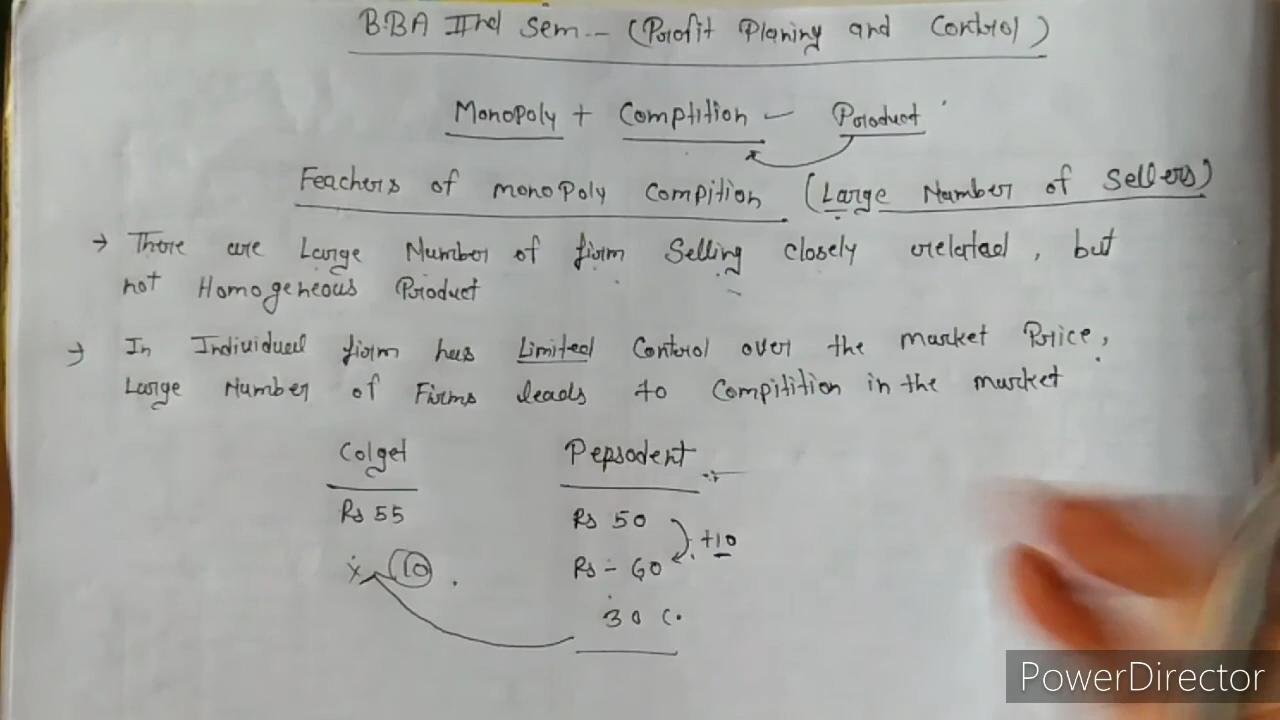 BBA IInd Sem - (Profit Planing and Control)
Monopoly + Comptition - Product
Feachers of monopoly Compition (Large Number of Sellers)
→ There are Large Number of firm Selling closely related, but
not Homogeneous Product
→ In Individual firm has Limited Control over the market Price,
Large Number of Firms leads to Compitition in the market
Colget Pepsodent
Rs 55 Rs 50
+10
10 Rs - 60
30
PowerDirector